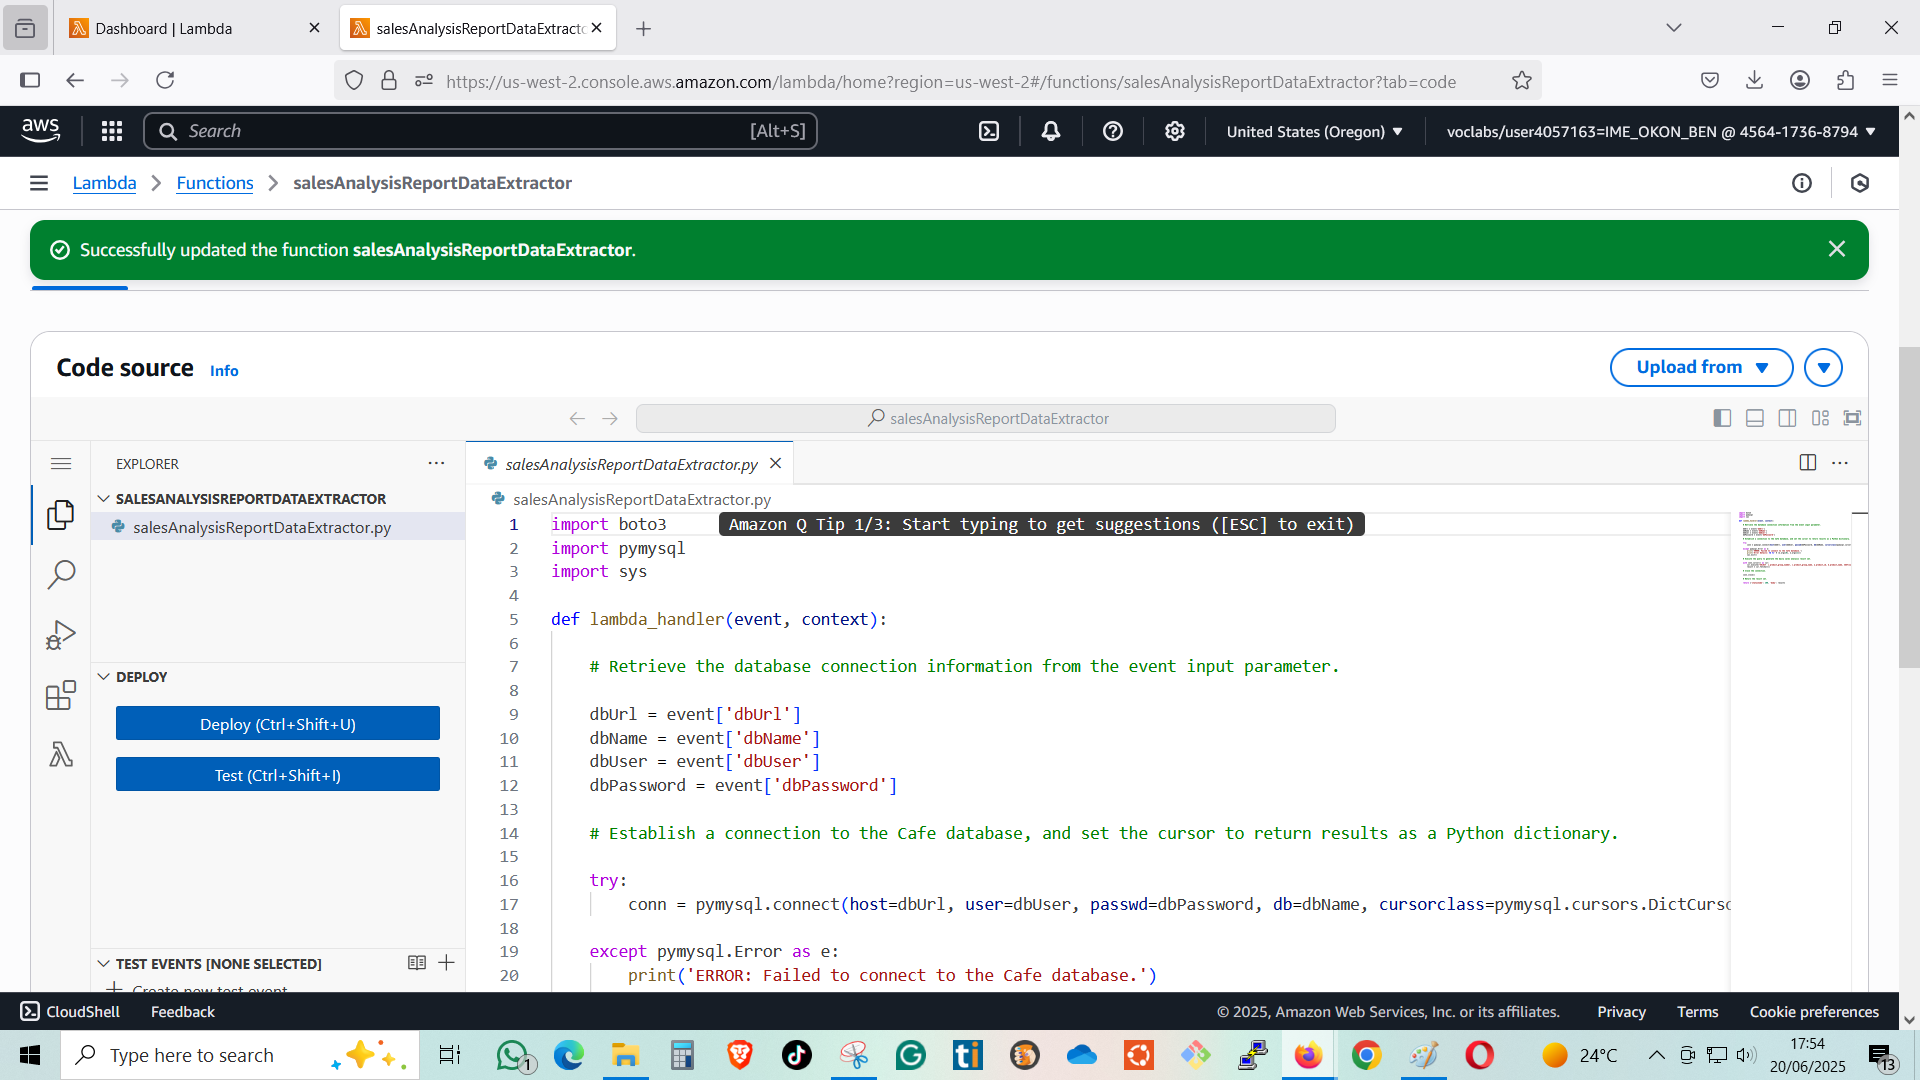 Dashboard | Lambda
salesAnalysisReportDataExtractc
https://us-west-2.console.aws.amazon.com/lambda/home?region=us-west-2#/functions/salesAnalysisReportDataExtractor?tab=code
aws
Search
[Alt+S]
United States (Oregon)
voclabs/user4057163=IME_OKON_BEN @ 4564-1736-8794
Lambda
Functions
salesAnalysisReportDataExtractor
Successfully updated the function salesAnalysisReportDataExtractor.
Code source
Info
Upload from
salesAnalysisReportDataExtractor
EXPLORER
SALESANALYSISREPORTDATAEXTRACTOR
salesAnalysisReportDataExtractor.py
DEPLOY
Deploy (Ctrl+Shift+U)
Test (Ctrl+Shift+I)
TEST EVENTS [NONE SELECTED]
Create new test event
salesAnalysisReportDataExtractor.py
salesAnalysisReportDataExtractor.py
Amazon Q Tip 1/3: Start typing to get suggestions ([ESC] to exit)
1 import boto3
2 import pymysql
3 import sys
4
5 def lambda_handler(event, context):
6
7 # Retrieve the database connection information from the event input parameter.
8
9 dbUrl = event['dbUrl']
10 dbName = event['dbName']
11 dbUser = event['dbUser']
12 dbPassword = event['dbPassword']
13
14 # Establish a connection to the Cafe database, and set the cursor to return results as a Python dictionary.
15
16 try:
17 conn = pymysql.connect(host=dbUrl, user=dbUser, passwd=dbPassword, db=dbName, cursorclass=pymysql.cursors.DictCurso
18
19 except pymysql.Error as e:
20 print('ERROR: Failed to connect to the Cafe database.')
CloudShell
Feedback
© 2025, Amazon Web Services, Inc. or its affiliates.
Privacy
Terms
Cookie preferences
Type here to search
1
ti
24°C
17:54
20/06/2025
13